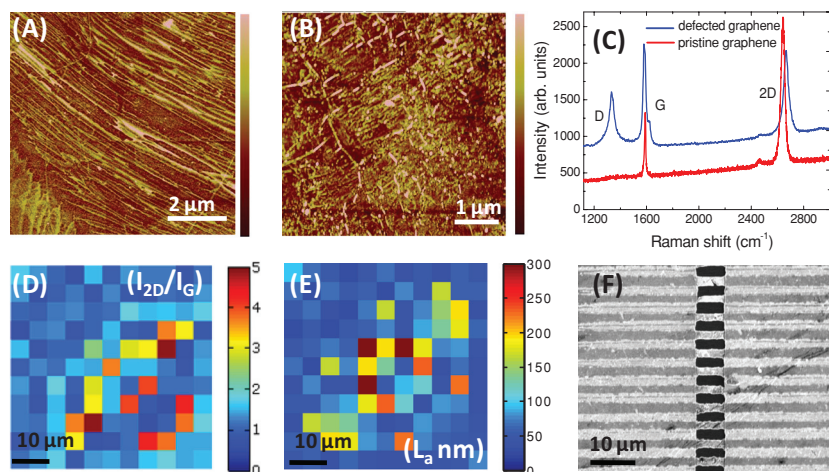 (A)
2 µm
(B)
1 µm
(C)
defected graphene
pristine graphene
D
G
2D
Intensity (arb. units)
2500
2000
1500
1000
500
1200
1600
2000
2400
2800
Raman shift (cm-1)
(D)
(I2D/IG)
10 µm
5
4
3
2
1
0
(E)
(La nm)
10 µm
300
250
200
150
100
50
0
(F)
10 µm